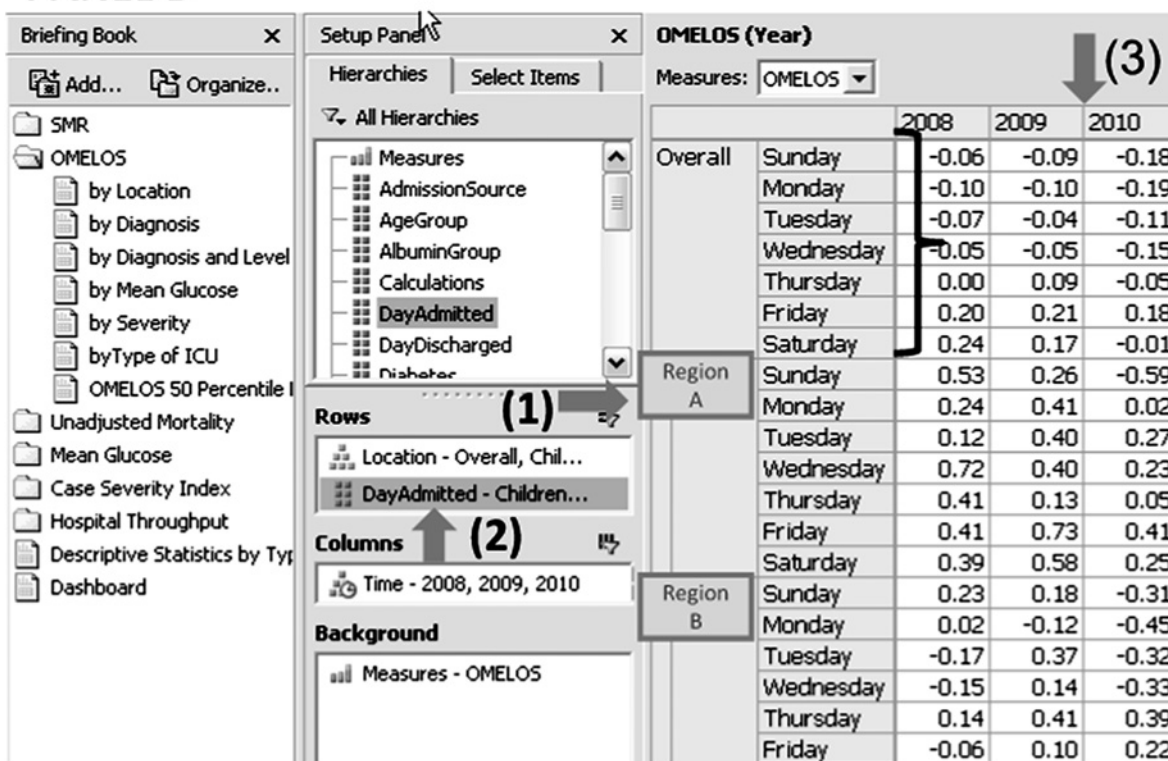 Briefing Book
Add... Organize..
SMR
OMELOS
by Location
by Diagnosis
by Diagnosis and Level
by Mean Glucose
by Severity
byType of ICU
OMELOS 50 Percentile
Unadjusted Mortality
Mean Glucose
Case Severity Index
Hospital Throughput
Descriptive Statistics by Typ
Dashboard
Setup Panel
Hierarchies Select Items
All Hierarchies
Measures
AdmissionSource
AgeGroup
AlbuminGroup
Calculations
DayAdmitted
DayDischarged
Diabetes
(1)
Rows
Location - Overall, Chil...
DayAdmitted - Children...
(2)
Columns
Time - 2008, 2009, 2010
Background
Measures - OMELOS
OMELOS (Year)
(3)
Measures: OMELOS
2008 2009 2010
Overall Sunday -0.06 -0.09 -0.18
Monday -0.10 -0.10 -0.19
Tuesday -0.07 -0.04 -0.11
Wednesday -0.05 -0.05 -0.15
Thursday 0.00 0.09 -0.05
Friday 0.20 0.21 0.18
Saturday 0.24 0.17 -0.01
Region A Sunday 0.53 0.26 -0.59
Monday 0.24 0.41 0.02
Tuesday 0.12 0.40 0.27
Wednesday 0.72 0.40 0.23
Thursday 0.41 0.13 0.05
Friday 0.41 0.73 0.41
Saturday 0.39 0.58 0.25
Region B Sunday 0.23 0.18 -0.31
Monday 0.02 -0.12 -0.45
Tuesday -0.17 0.37 -0.32
Wednesday -0.15 0.14 -0.33
Thursday 0.14 0.41 0.39
Friday -0.06 0.10 0.22